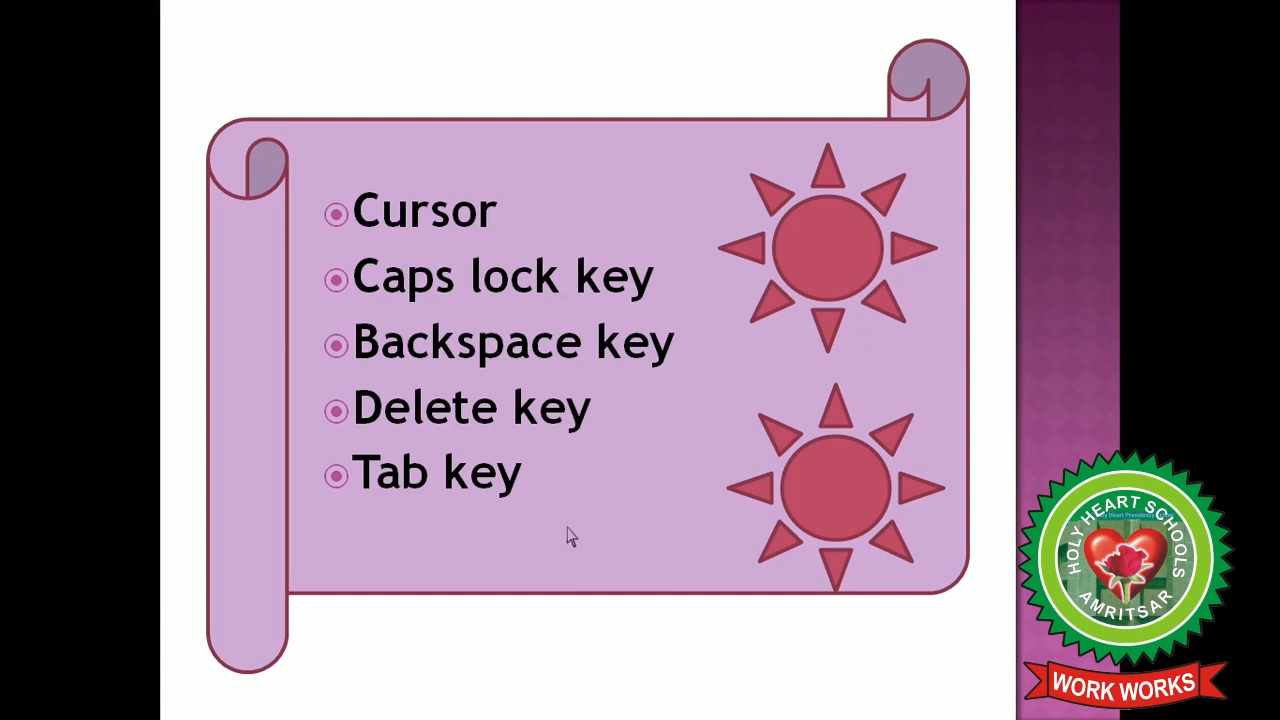 Cursor
Caps lock key
Backspace key
Delete key
Tab key
HOLY HEART SCHOOLS
AMRITSAR
WORK WORKS